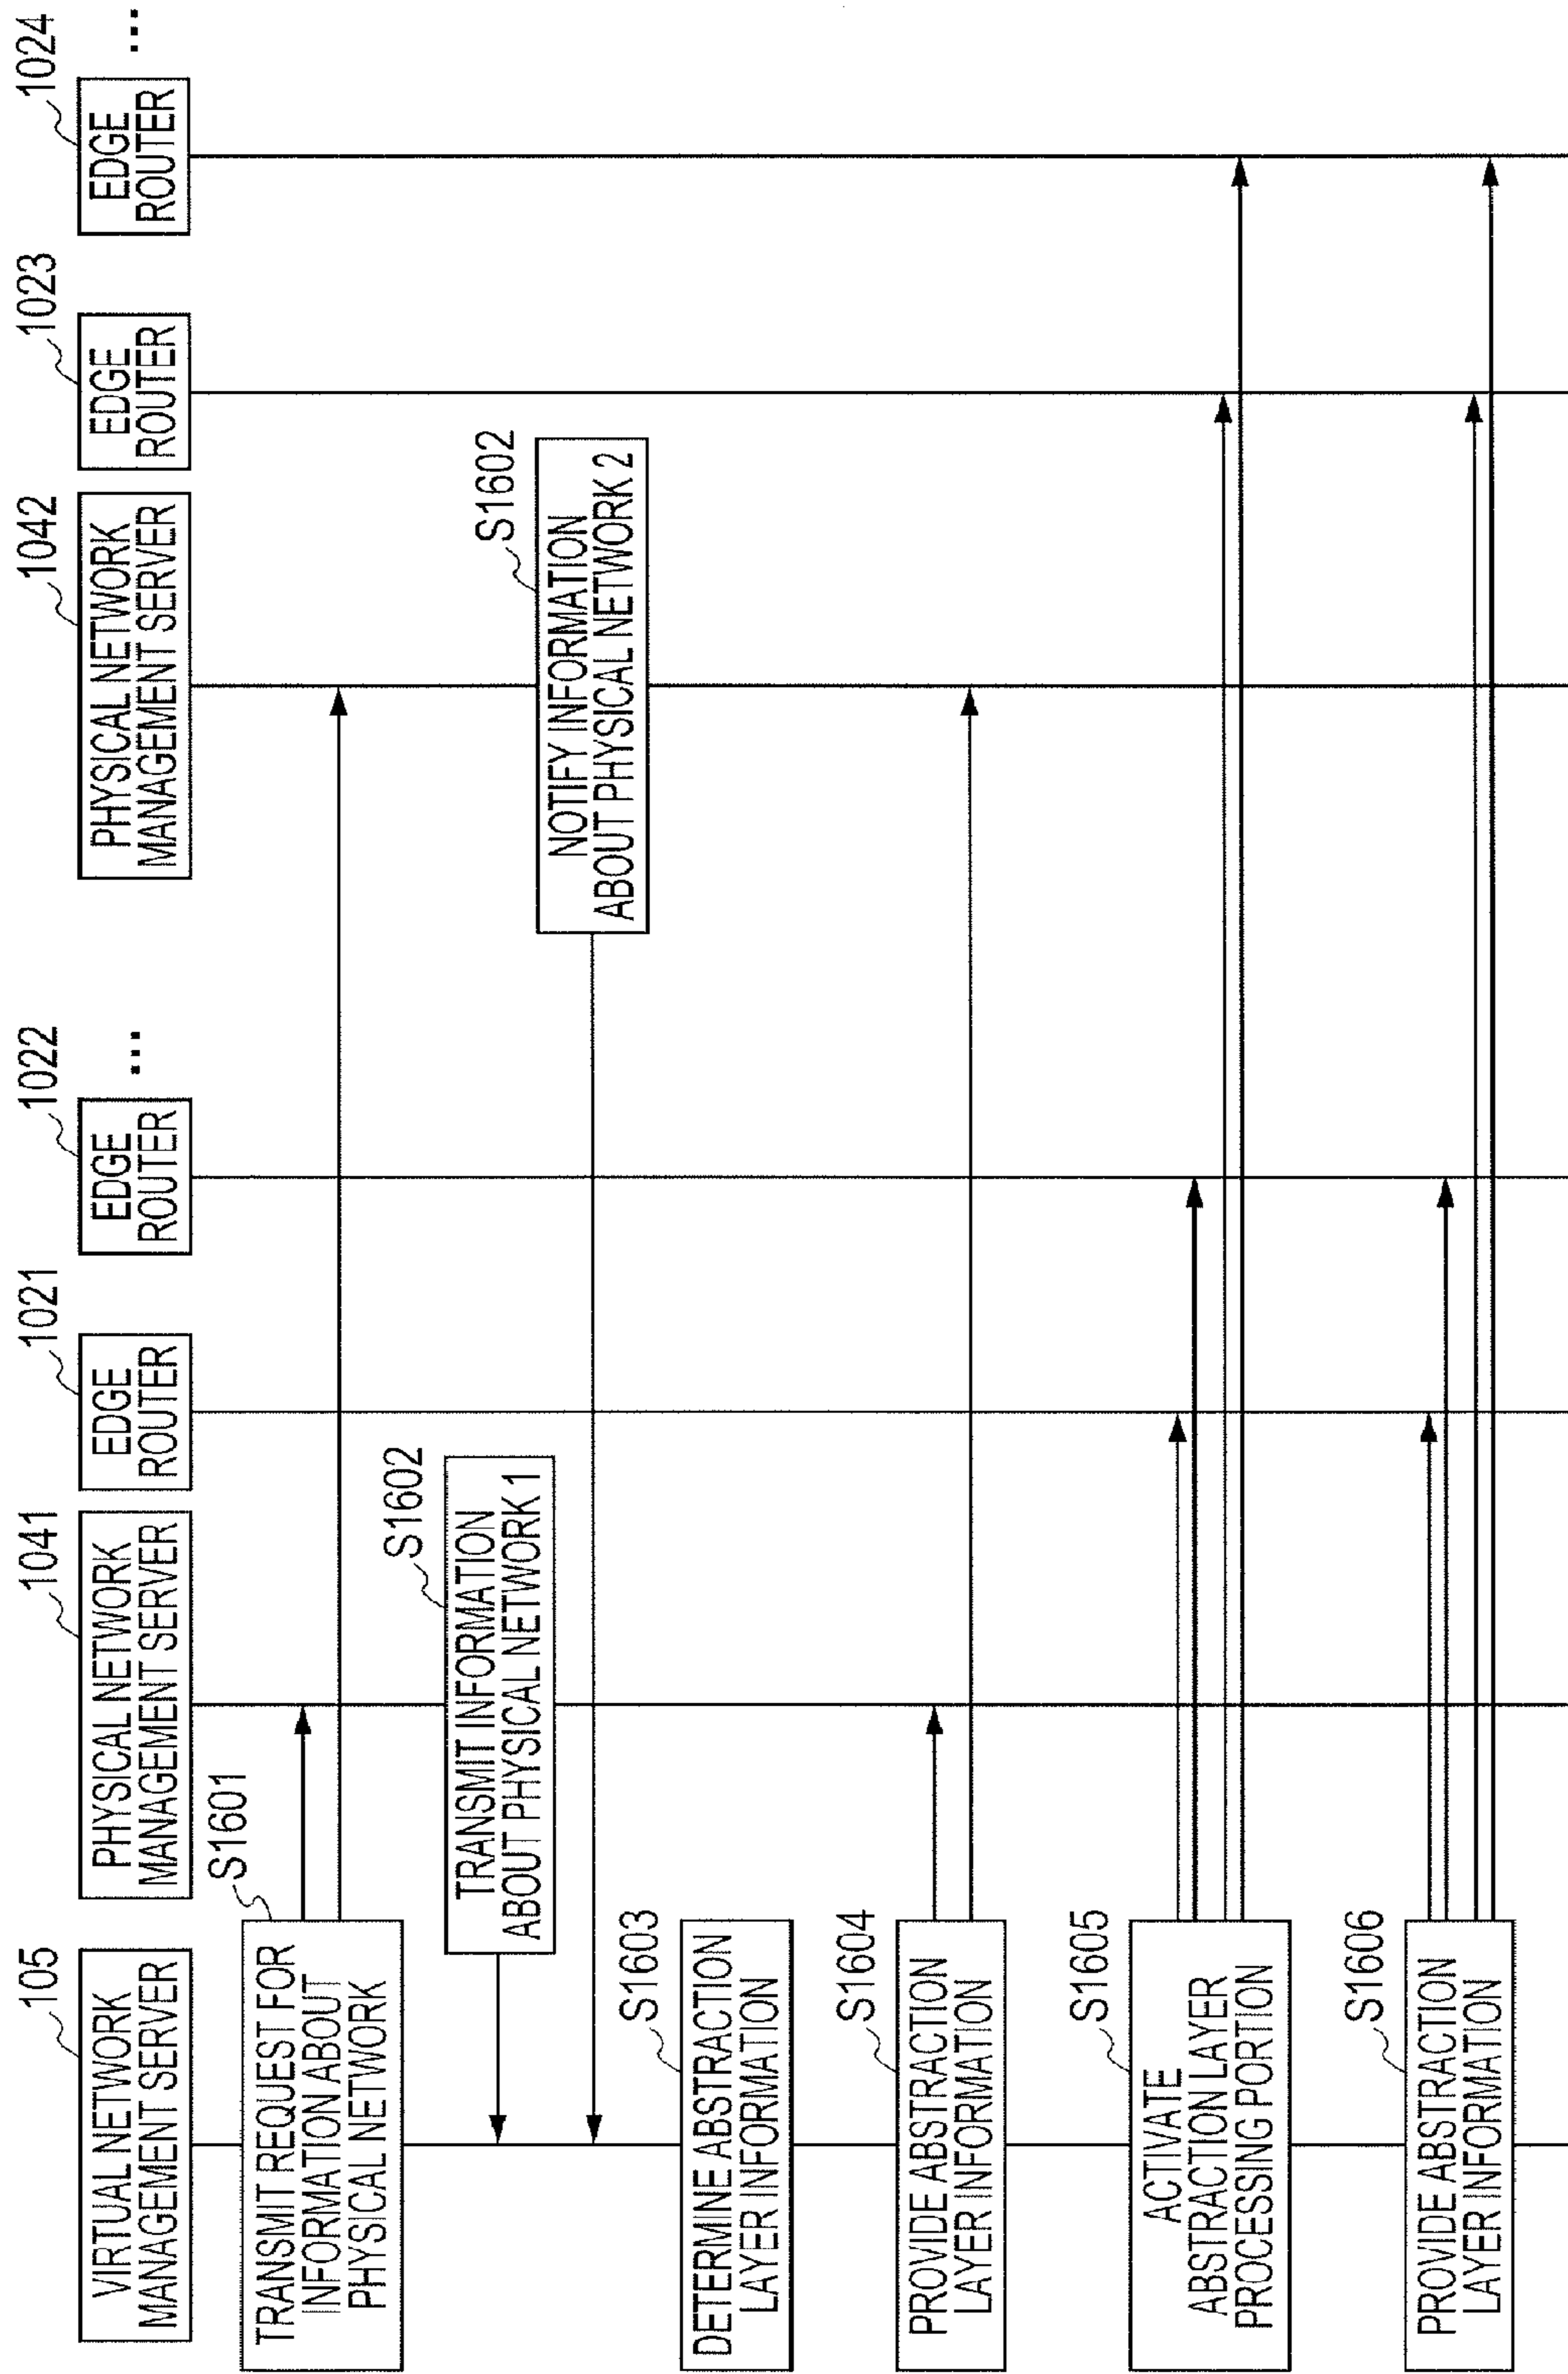 105
VIRTUAL NETWORK
MANAGEMENT SERVER
1041
PHYSICAL NETWORK
MANAGEMENT SERVER
1021
EDGE
ROUTER
1022
EDGE
ROUTER
...
1042
PHYSICAL NETWORK
MANAGEMENT SERVER
1023
EDGE
ROUTER
1024
EDGE
ROUTER
...
S1601
TRANSMIT REQUEST FOR
INFORMATION ABOUT
PHYSICAL NETWORK
S1602
TRANSMIT INFORMATION
ABOUT PHYSICAL NETWORK 1
S1602
NOTIFY INFORMATION
ABOUT PHYSICAL NETWORK 2
S1603
DETERMINE ABSTRACTION
LAYER INFORMATION
S1604
PROVIDE ABSTRACTION
LAYER INFORMATION
S1605
ACTIVATE
ABSTRACTION LAYER
PROCESSING PORTION
S1606
PROVIDE ABSTRACTION
LAYER INFORMATION